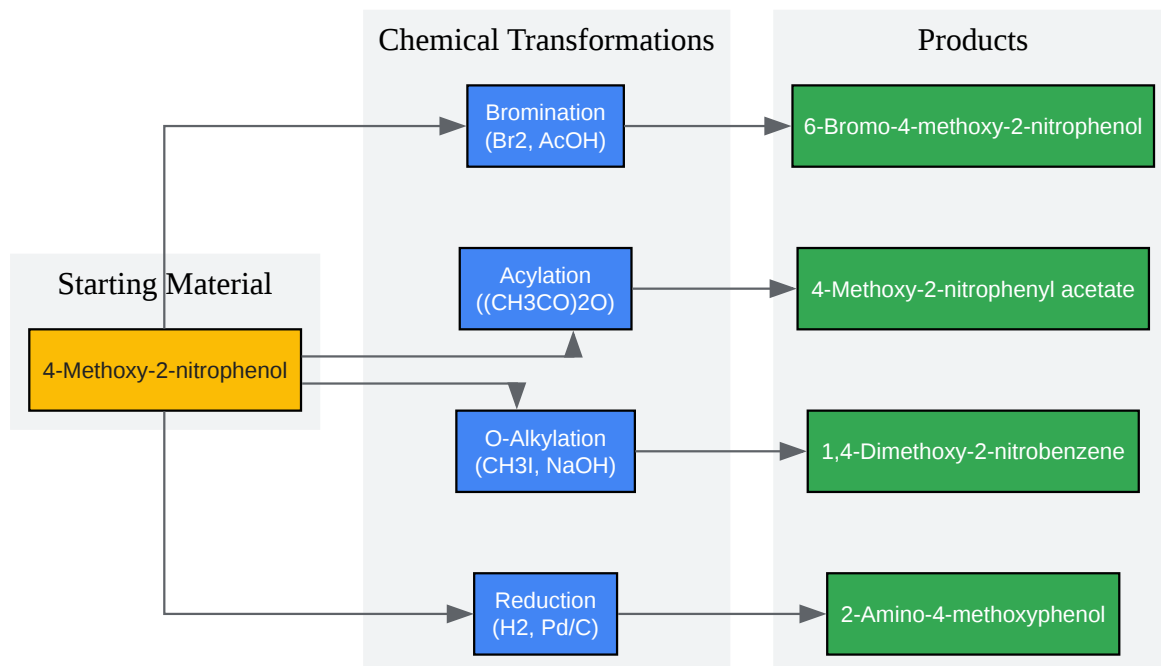 Chemical Transformations
Products
Bromination
(Br2, AcOH)
6-Bromo-4-methoxy-2-nitrophenol
Starting Material
Acylation
((CH3CO)2O)
4-Methoxy-2-nitrophenyl acetate
4-Methoxy-2-nitrophenol
O-Alkylation
(CH3I, NaOH)
1,4-Dimethoxy-2-nitrobenzene
Reduction
(H2, Pd/C)
2-Amino-4-methoxyphenol